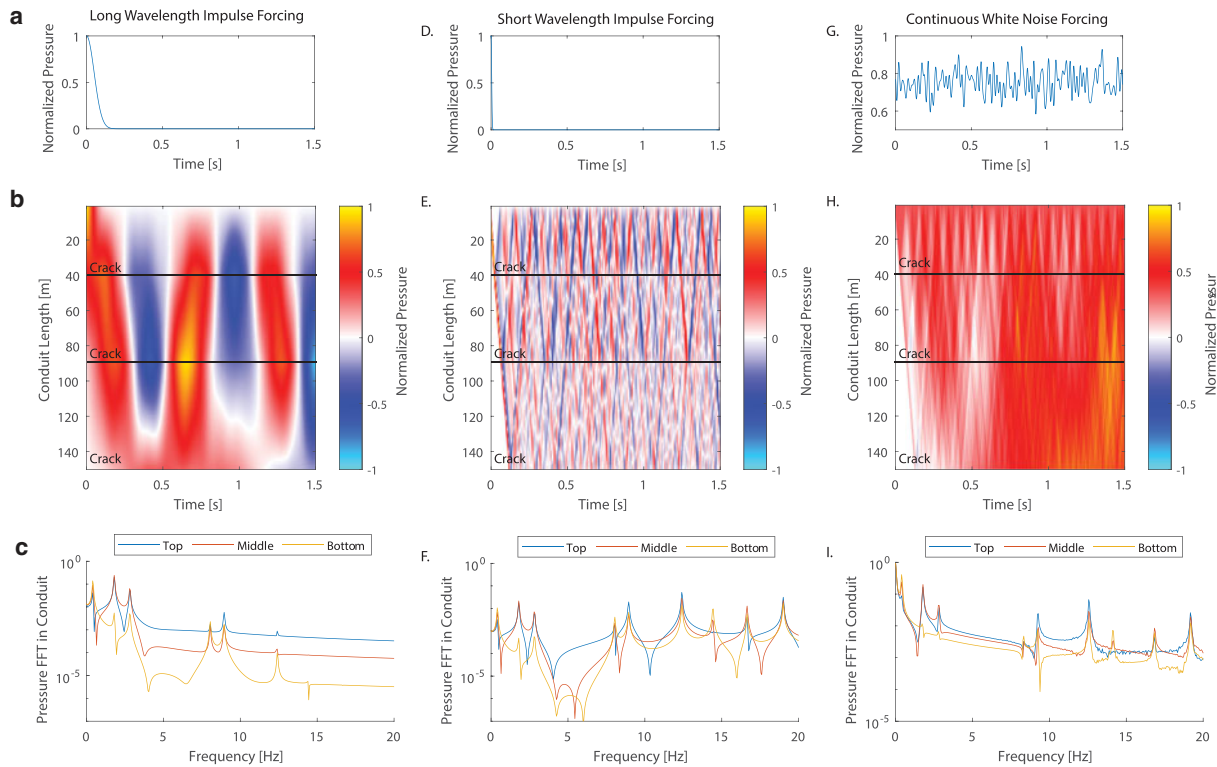 a
Long Wavelength Impulse Forcing
Normalized Pressure
1
0.5
0
0
0.5
1
1.5
Time [s]
D.
Short Wavelength Impulse Forcing
Normalized Pressure
1
0.5
0
0
0.5
1
1.5
Time [s]
G.
Continuous White Noise Forcing
Normalized Pressure
1
0.8
0.6
0
0.5
1
1.5
Time [s]
b
Conduit Length [m]
20
40
60
80
100
120
140
Crack
Crack
Crack
0
0.5
1
1.5
Time [s]
1
0.5
0
-0.5
-1
Normalized Pressure
E.
Conduit Length [m]
20
40
60
80
100
120
140
Crack
Crack
Crack
0
0.5
1
1.5
Time [s]
1
0.5
0
-0.5
-1
Normalized Pressure
H.
Conduit Length [m]
20
40
60
80
100
120
140
Crack
Crack
Crack
0
0.5
1
1.5
Time [s]
1
0.5
0
-0.5
-1
Normalized Pressur
c
Top Middle Bottom
Pressure FFT in Conduit
10⁰
10⁻⁵
0
5
10
15
20
Frequency [Hz]
F.
Top Middle Bottom
Pressure FFT in Conduit
10⁰
10⁻⁵
0
5
10
15
20
Frequency [Hz]
I.
Top Middle Bottom
Pressure FFT in Conduit
10⁰
10⁻⁵
0
5
10
15
20
Frequency [Hz]